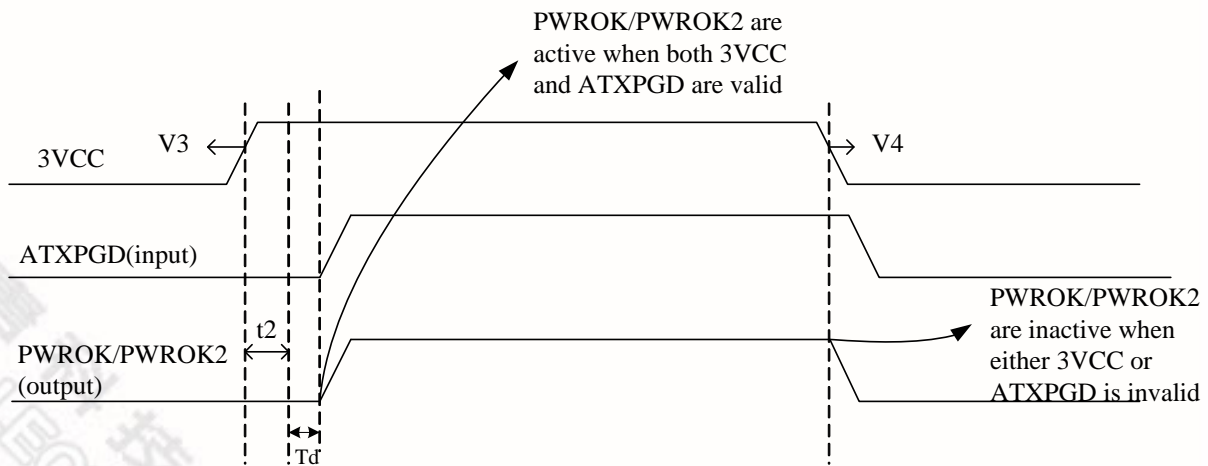 PWROK/PWROK2 are
active when both 3VCC
and ATXPGD are valid
V3
V4
3VCC
ATXPGD(input)
t2
PWROK/PWROK2
(output)
Td
PWROK/PWROK2
are inactive when
either 3VCC or
ATXPGD is invalid